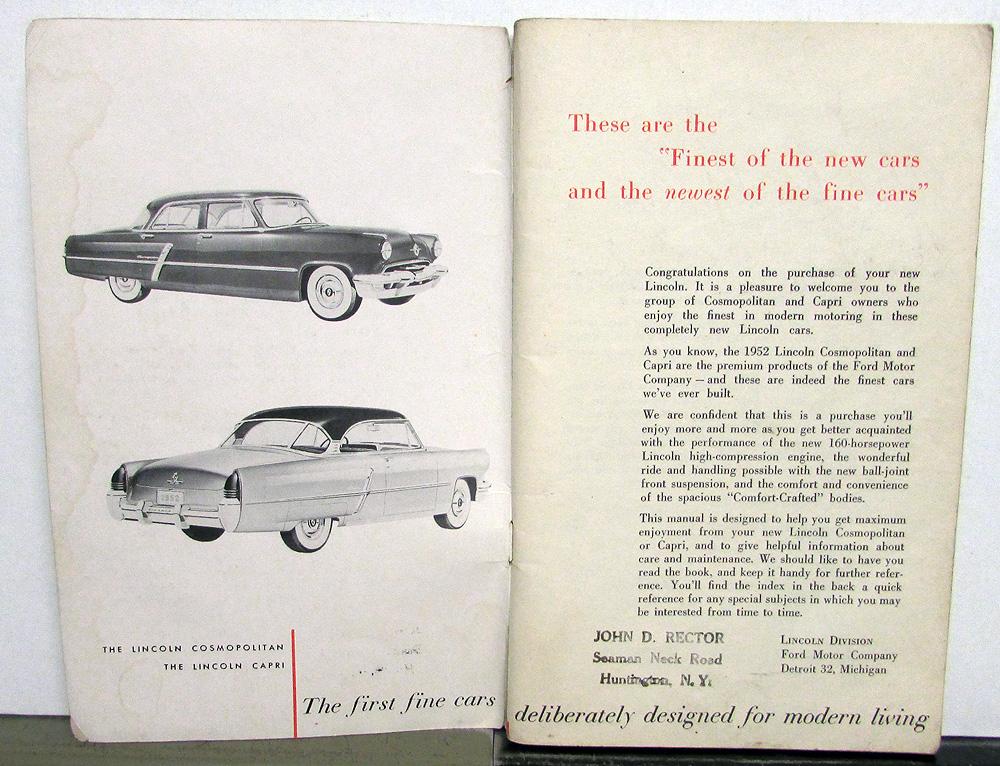 1952
THE LINCOLN COSMOPOLITAN
THE LINCOLN CAPRI
The first fine cars
These are the
"Finest of the new cars
and the newest of the fine cars"
Congratulations on the purchase of your new
Lincoln. It is a pleasure to welcome you to the
group of Cosmopolitan and Capri owners who
enjoy the finest in modern motoring in these
completely new Lincoln cars.
As you know, the 1952 Lincoln Cosmopolitan and
Capri are the premium products of the Ford Motor
Company — and these are indeed the finest cars
we've ever built.
We are confident that this is a purchase you'll
enjoy more and more as you get better acquainted
with the performance of the new 160-horsepower
Lincoln high-compression engine, the wonderful
ride and handling possible with the new ball-joint
front suspension, and the comfort and convenience
of the spacious "Comfort-Crafted" bodies.
This manual is designed to help you get maximum
enjoyment from your new Lincoln Cosmopolitan
or Capri, and to give helpful information about
care and maintenance. We should like to have you
read the book, and keep it handy for further refer-
ence. You'll find the index in the back a quick
reference for any special subjects in which you may
be interested from time to time.
JOHN D. RECTOR
Seaman Neck Road
Huntington, N. Y.
LINCOLN DIVISION
Ford Motor Company
Detroit 32, Michigan
deliberately designed for modern living